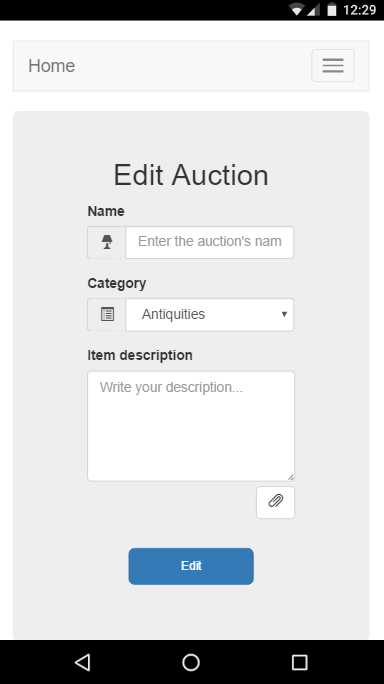 12:29
Home
Edit Auction
Name
Enter the auction's nam
Category
Antiquities
Item description
Write your description...
Edit